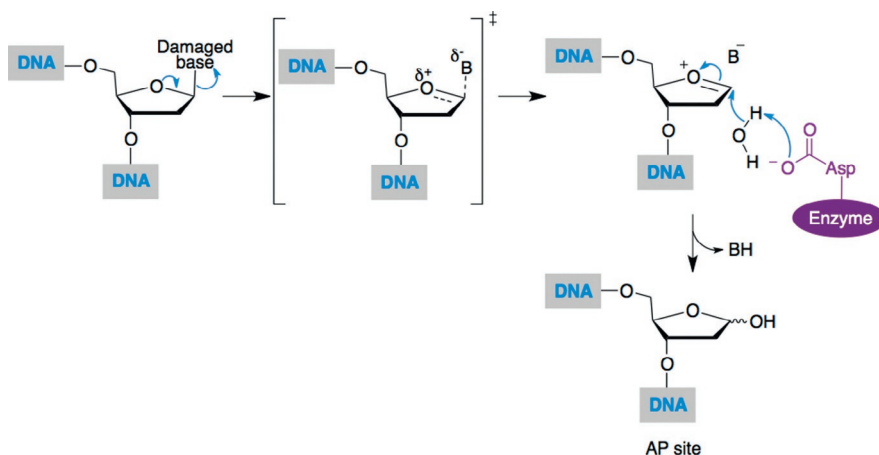 Damaged
base
DNA
O
O
O
DNA
‡
δ-
B
DNA
O
δ+
O
O
DNA
B-
DNA
O
+
O
O
DNA
H
O
H
O
-O
Asp
Enzyme
BH
DNA
O
O
OH
O
DNA
AP site